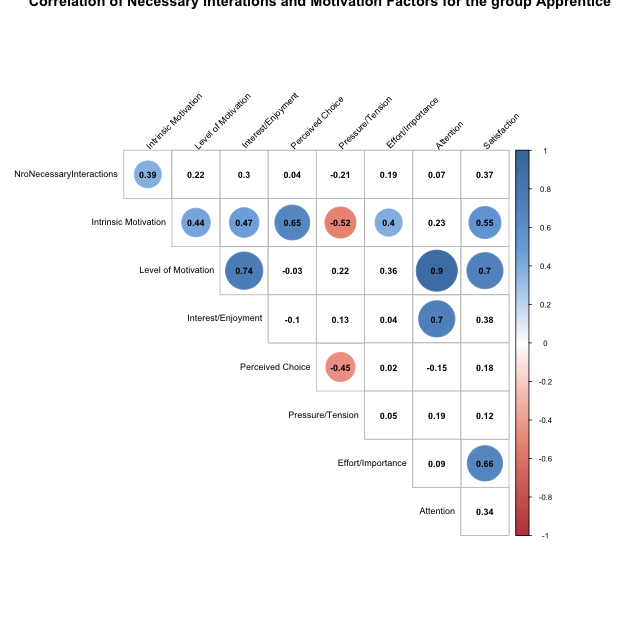 Correlation of Necessary Interations and Motivation Factors for the group Apprentice
Intrinsic Motivation
Level of Motivation
Interest/Enjoyment
Perceived Choice
Pressure/Tension
Effort/Importance
Attention
Satisfaction
NroNecessaryInteractions 0.39 0.22 0.3 0.04 -0.21 0.19 0.07 0.37
Intrinsic Motivation 0.44 0.47 0.65 -0.52 0.4 0.23 0.55
Level of Motivation 0.74 -0.03 0.22 0.36 0.9 0.7
Interest/Enjoyment -0.1 0.13 0.04 0.7 0.38
Perceived Choice -0.45 0.02 -0.15 0.18
Pressure/Tension 0.05 0.19 0.12
Effort/Importance 0.09 0.66
Attention 0.34
1
0.8
0.6
0.4
0.2
0
-0.2
-0.4
-0.6
-0.8
-1